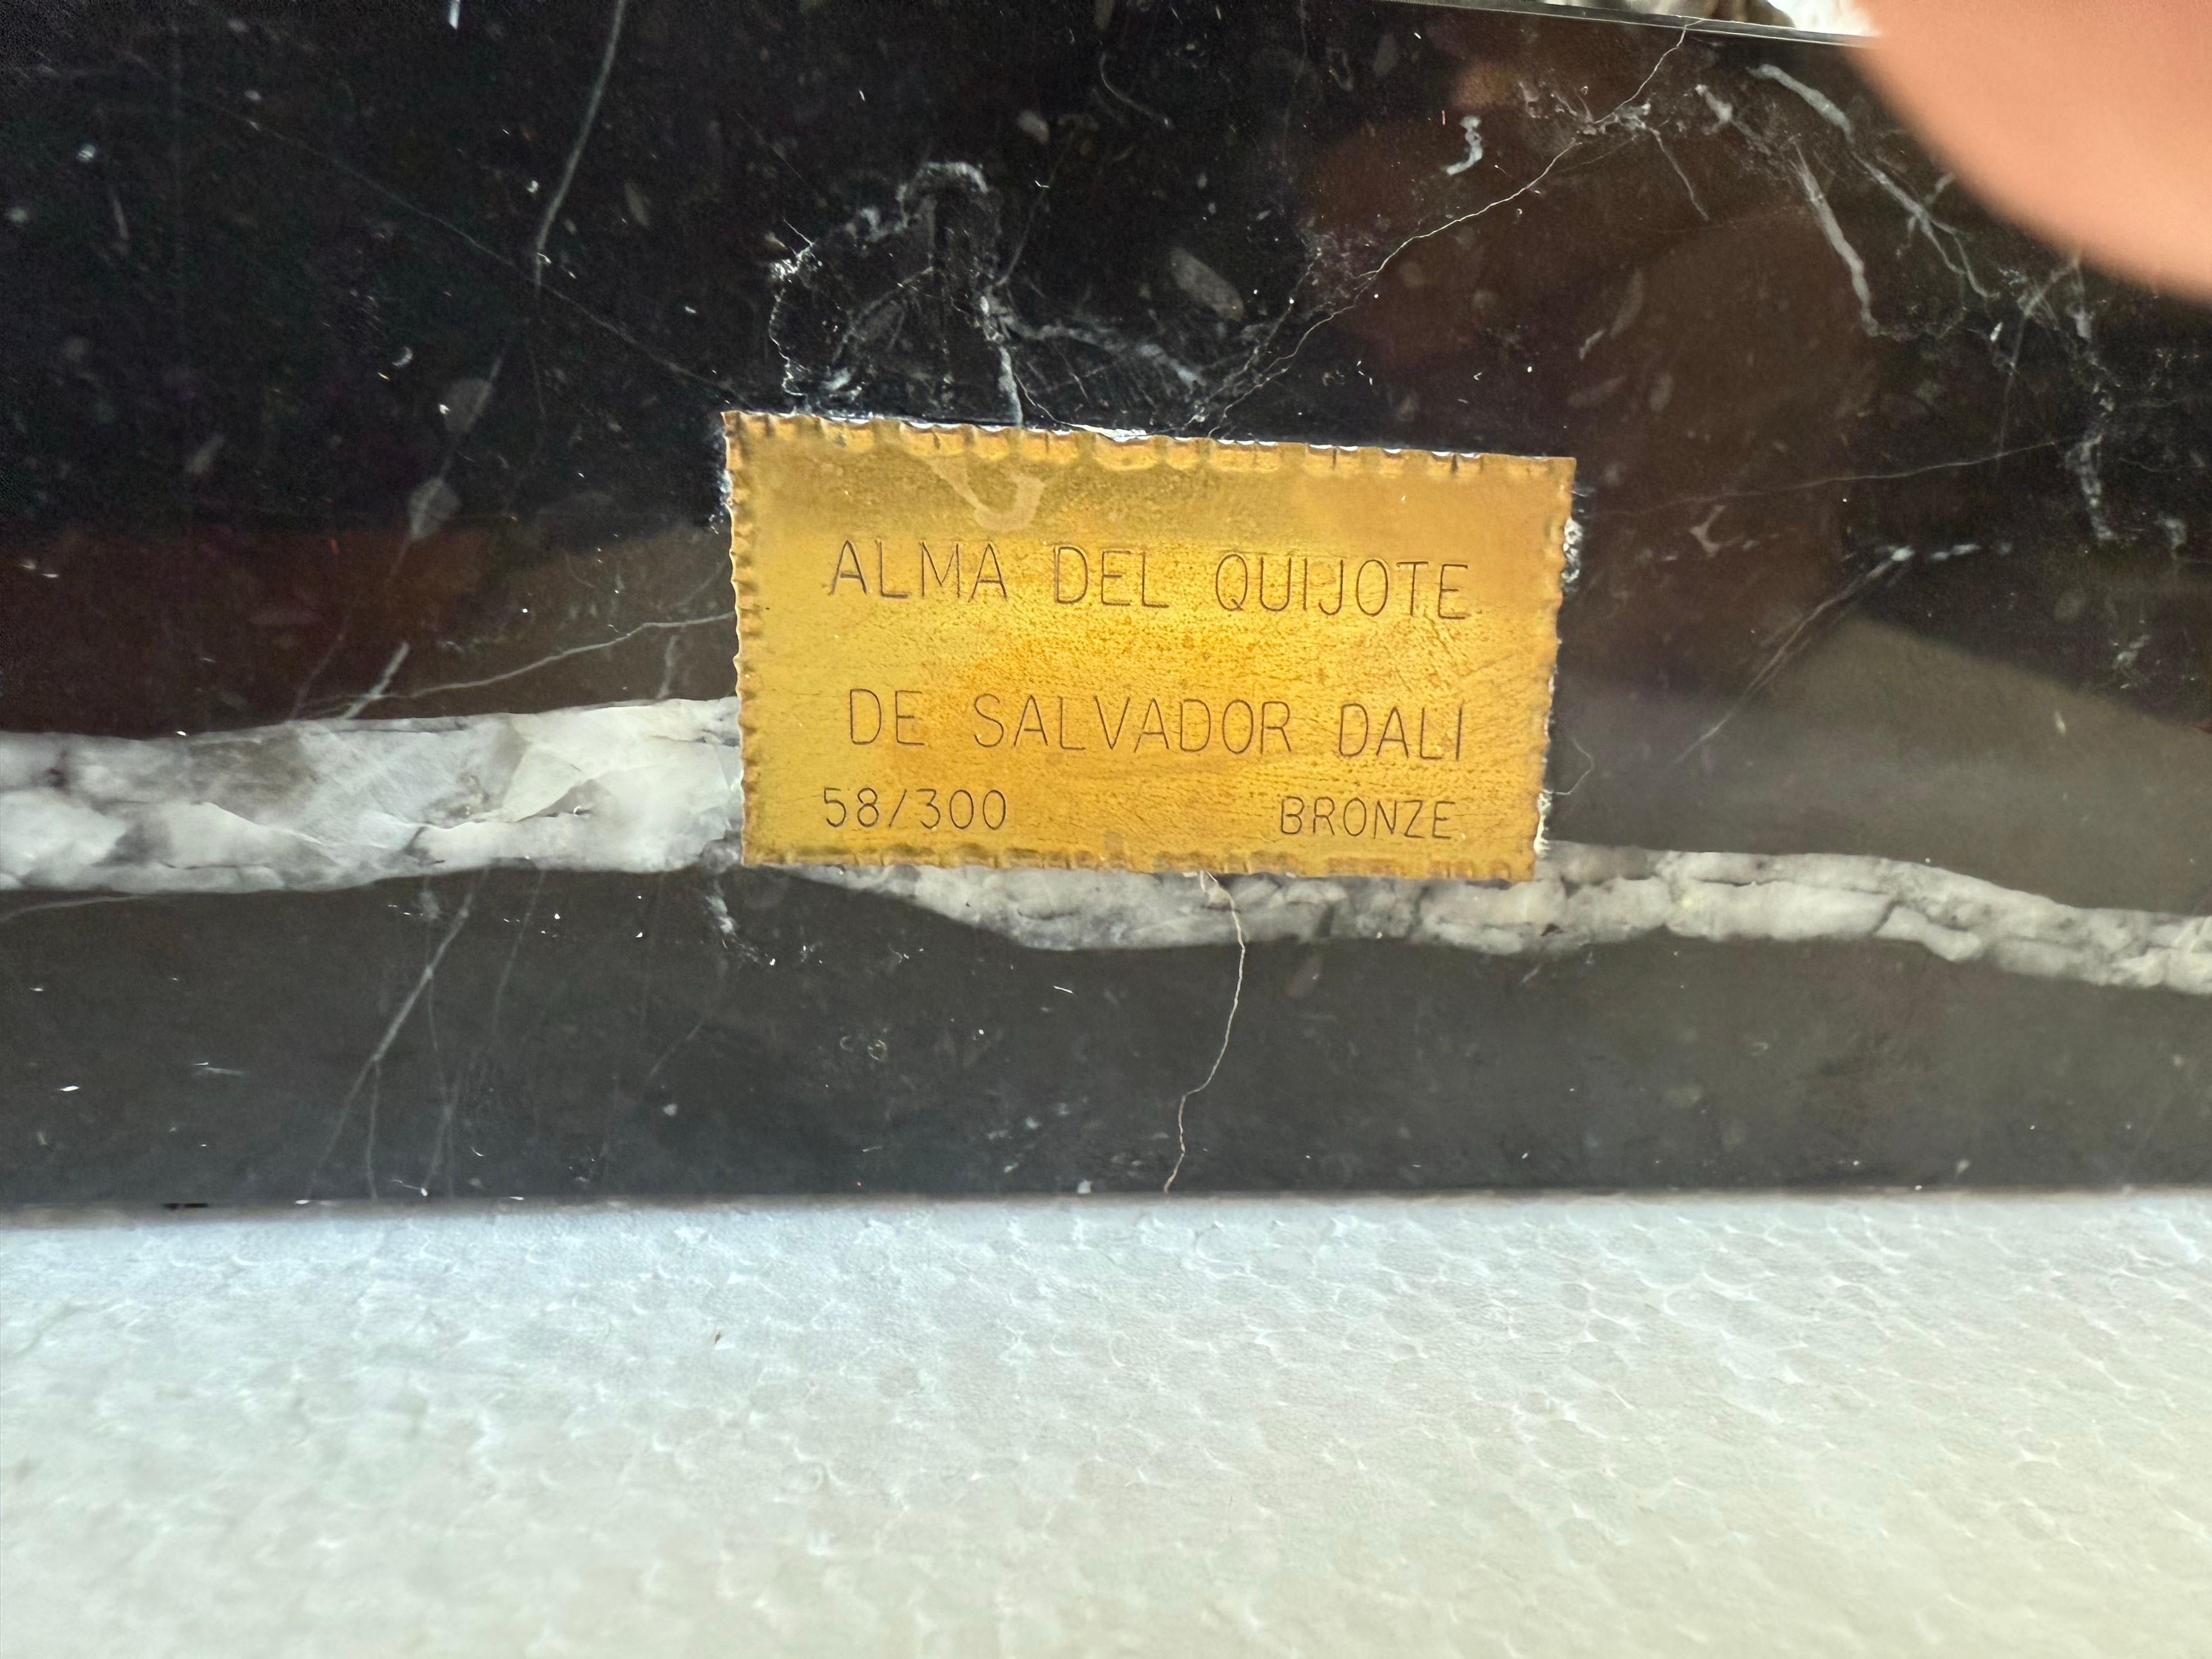 ALMA DEL QUIJOTE
DE SALVADOR DALI
58/300 BRONZE